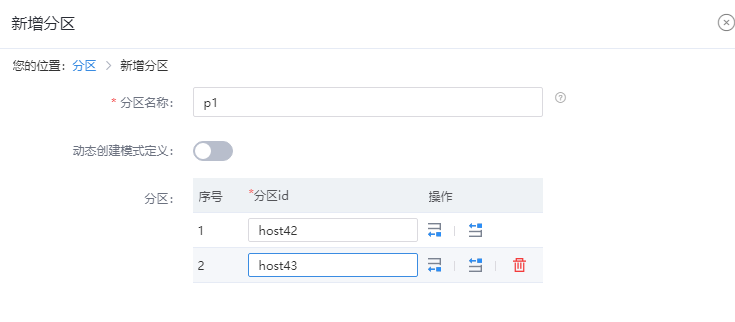 新增分区
您的位置: 分区 > 新增分区
* 分区名称: p1
动态创建模式定义:
分区: 序号 *分区id 操作
1 host42
2 host43